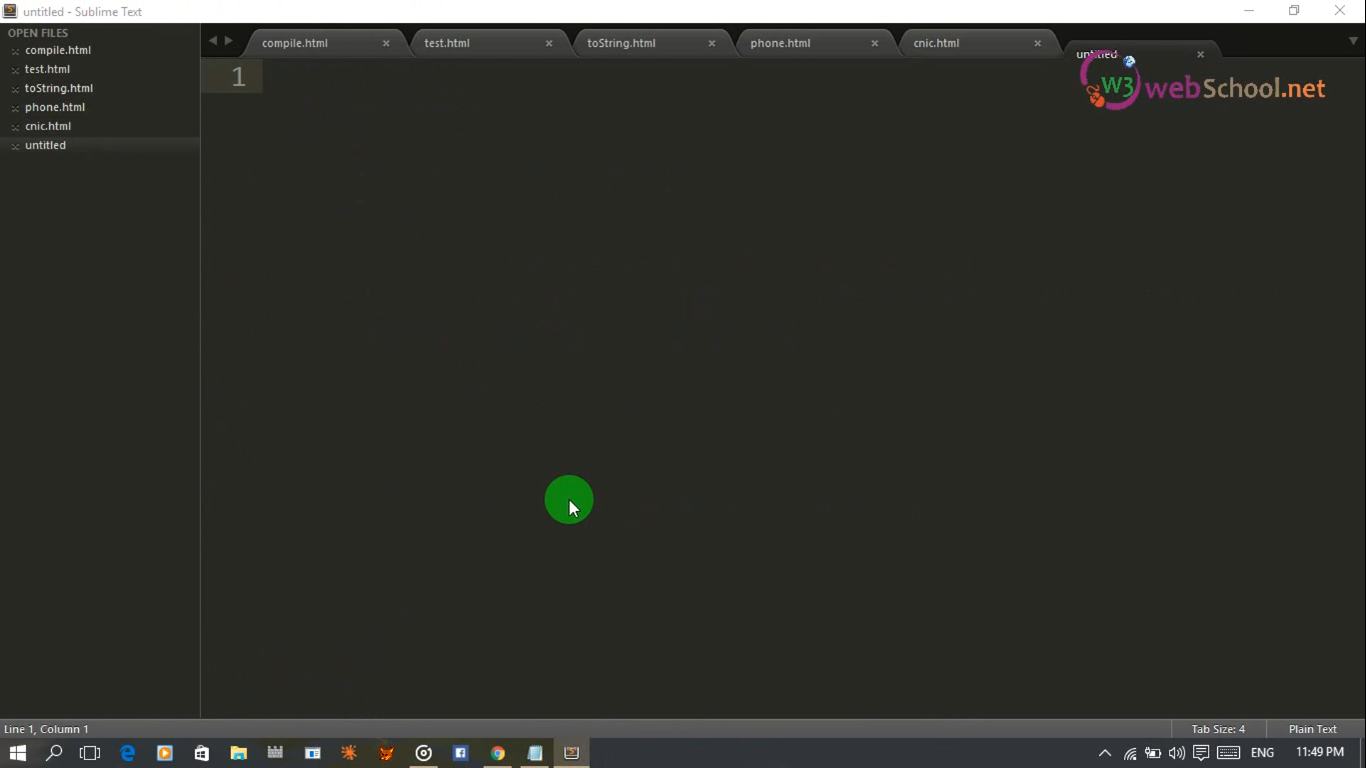 untitled - Sublime Text
OPEN FILES
compile.html
test.html
toString.html
phone.html
cnic.html
untitled
compile.html
test.html
toString.html
phone.html
cnic.html
untitled
W3 webSchool.net
1
Line 1, Column 1
Tab Size: 4
Plain Text
ENG
11:49 PM